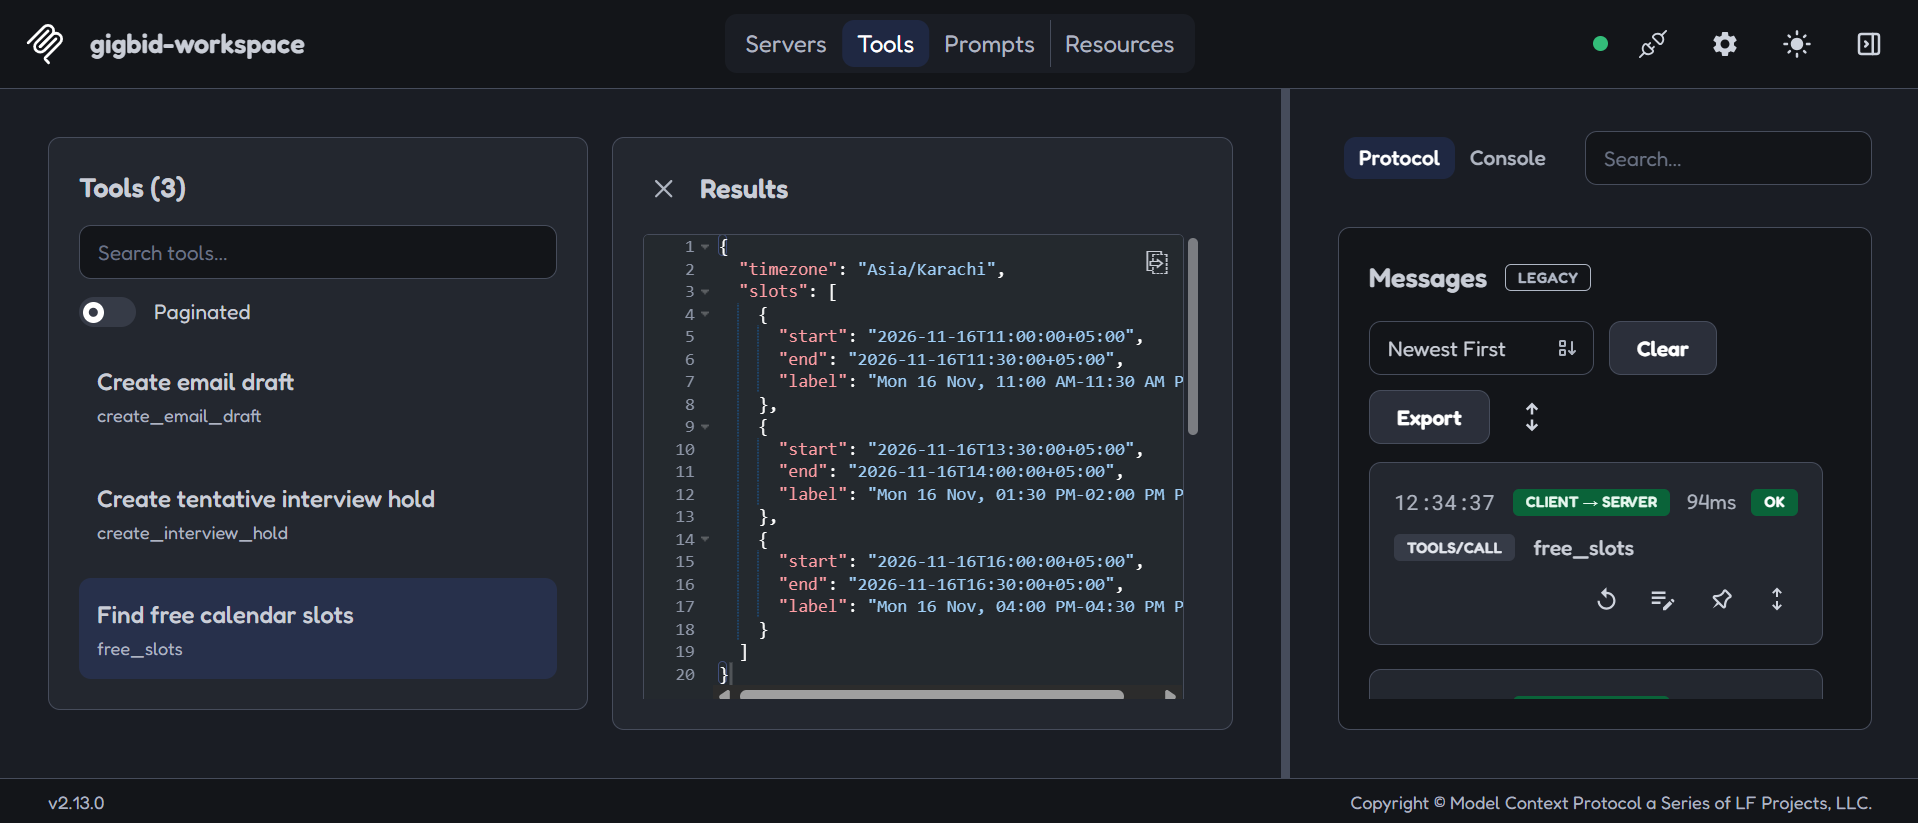 gigbid-workspace
Servers Tools Prompts Resources
Tools (3)
Search tools...
Paginated
Create email draft
create_email_draft
Create tentative interview hold
create_interview_hold
Find free calendar slots
free_slots
Results
1 {
2 "timezone": "Asia/Karachi",
3 "slots": [
4 {
5 "start": "2026-11-16T11:00:00+05:00",
6 "end": "2026-11-16T11:30:00+05:00",
7 "label": "Mon 16 Nov, 11:00 AM-11:30 AM P
8 },
9 {
10 "start": "2026-11-16T13:30:00+05:00",
11 "end": "2026-11-16T14:00:00+05:00",
12 "label": "Mon 16 Nov, 01:30 PM-02:00 PM P
13 },
14 {
15 "start": "2026-11-16T16:00:00+05:00",
16 "end": "2026-11-16T16:30:00+05:00",
17 "label": "Mon 16 Nov, 04:00 PM-04:30 PM P
18 }
19 ]
20 }
Protocol Console Search...
Messages LEGACY
Newest First Clear
Export
12:34:37 CLIENT → SERVER 94ms OK
TOOLS/CALL free_slots
v2.13.0
Copyright © Model Context Protocol a Series of LF Projects, LLC.